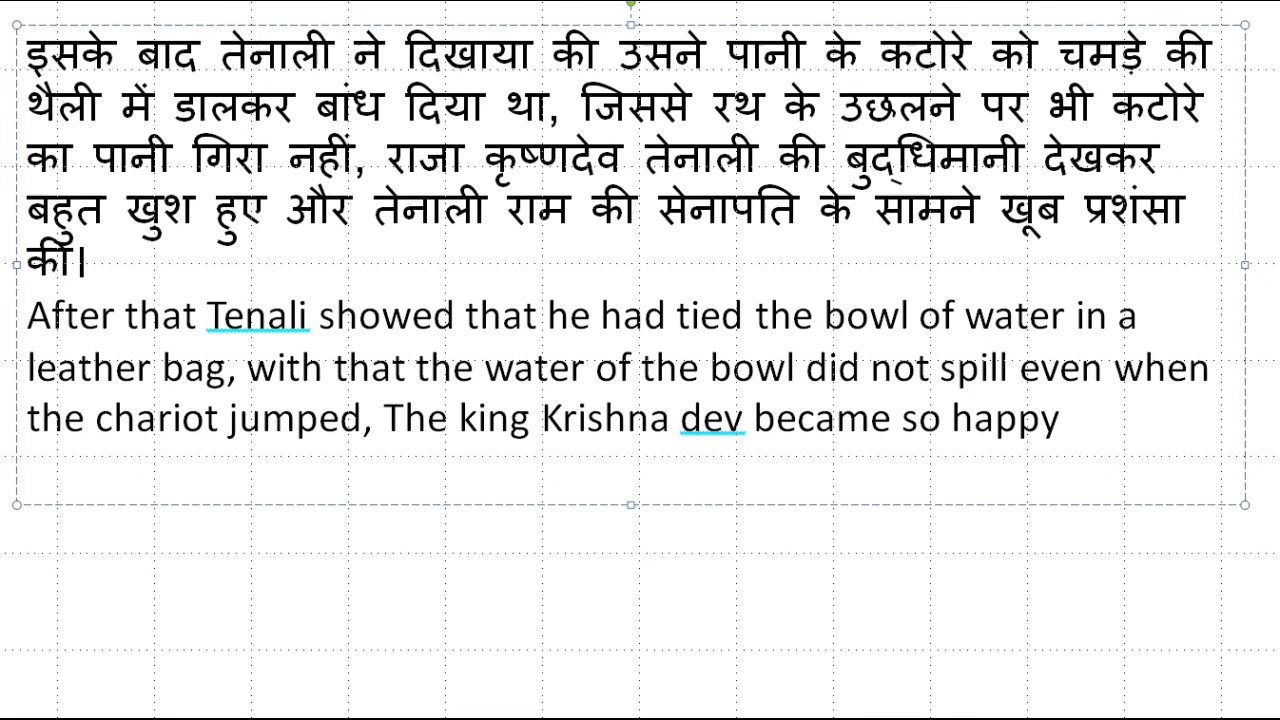 इसके बाद तेनाली ने दिखाया की उसने पानी के कटोरे को चमड़े की
थैली में डालकर बांध दिया था, जिससे रथ के उछलने पर भी कटोरे
का पानी गिरा नहीं, राजा कृष्णदेव तेनाली की बुद्धिमानी देखकर
बहुत खुश हुए और तेनाली राम की सेनापति के सामने खूब प्रशंसा
की।
After that Tenali showed that he had tied the bowl of water in a
leather bag, with that the water of the bowl did not spill even when
the chariot jumped, The king Krishna dev became so happy